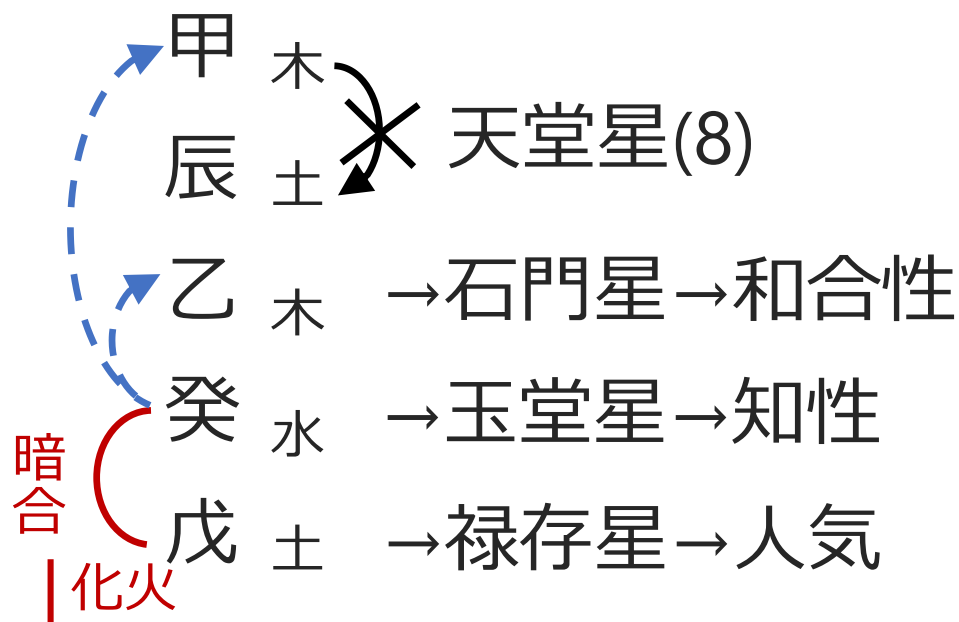 甲 木
天堂星(8)
辰 土
乙 木 →石門星→和合性
癸 水 →玉堂星→知性
暗
合
戊 土 →禄存星→人気
化火